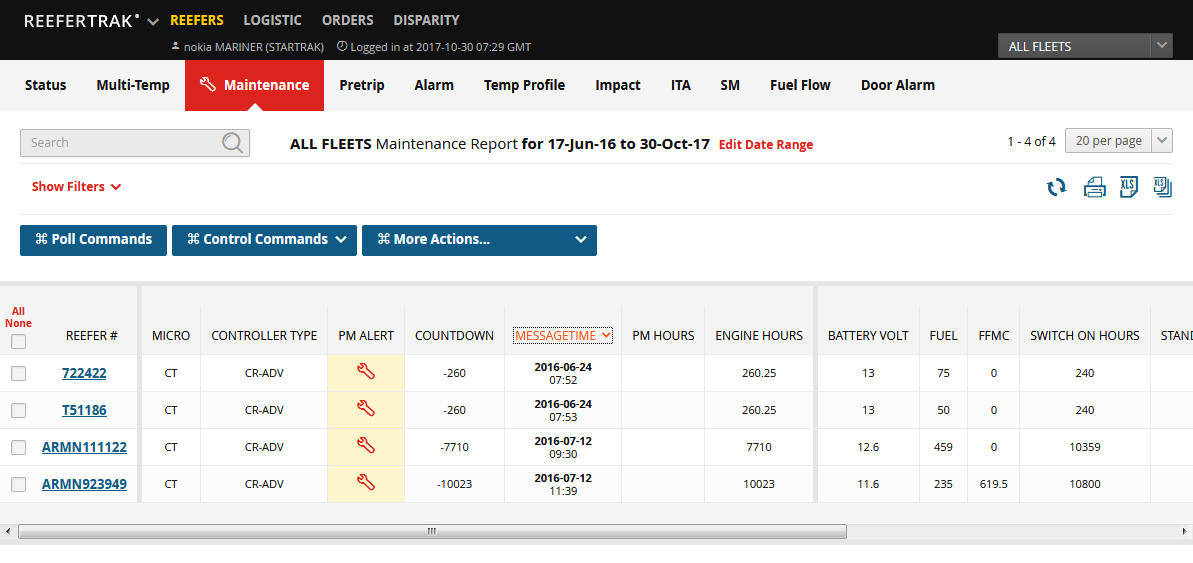 REEFERTRAK REEFERS LOGISTIC ORDERS DISPARITY
nokia MARINER (STARTRAK) Logged in at 2017-10-30 07:29 GMT
ALL FLEETS
Status Multi-Temp Maintenance Pretrip Alarm Temp Profile Impact ITA SM Fuel Flow Door Alarm
Search
ALL FLEETS Maintenance Report for 17-Jun-16 to 30-Oct-17 Edit Date Range
1 - 4 of 4 20 per page
Show Filters
XLS XLS
⌘ Poll Commands ⌘ Control Commands ⌘ More Actions...
All
None
REEFER # MICRO CONTROLLER TYPE PM ALERT COUNTDOWN MESSAGETIME PM HOURS ENGINE HOURS BATTERY VOLT FUEL FFMC SWITCH ON HOURS STAND
722422 CT CR-ADV -260 2016-06-24 07:52 260.25 13 75 0 240
T51186 CT CR-ADV -260 2016-06-24 07:53 260.25 13 50 0 240
ARMN111122 CT CR-ADV -7710 2016-07-12 09:30 7710 12.6 459 0 10359
ARMN923949 CT CR-ADV -10023 2016-07-12 11:39 10023 11.6 235 619.5 10800